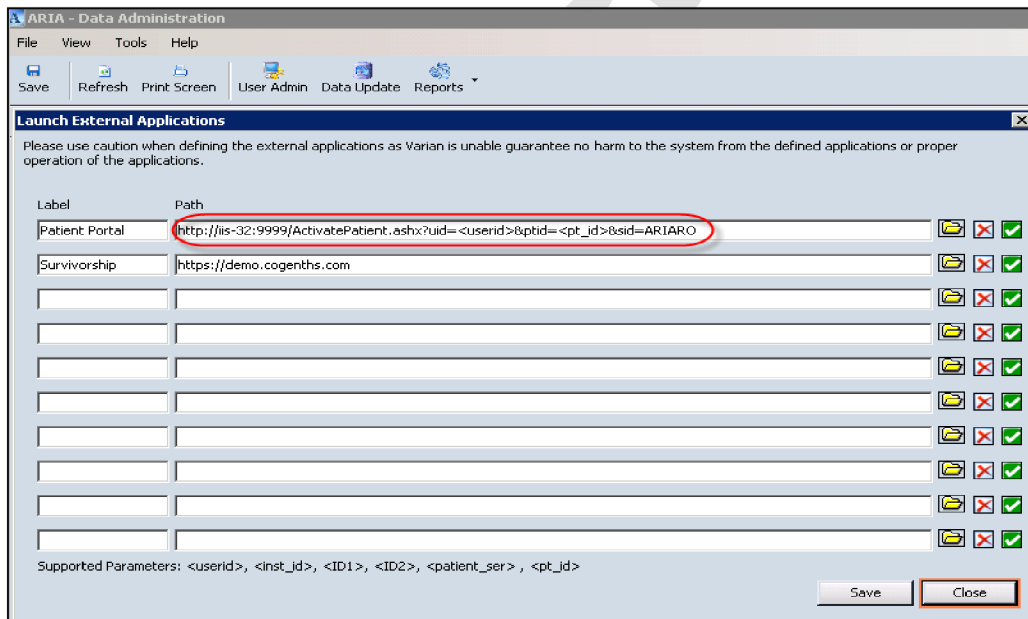 ARIA - Data Administration
File View Tools Help
Save Refresh Print Screen User Admin Data Update Reports
Launch External Applications
Please use caution when defining the external applications as Varian is unable guarantee no harm to the system from the defined applications or proper
operation of the applications.
Label Path
Patient Portal http://iis-32:9999/ActivatePatient.ashx?uid=<userid>&ptid=<pt_id>&sid=ARIARO
Survivorship https://demo.cogenths.com
Supported Parameters: <userid>, <inst_id>, <ID1>, <ID2>, <patient_ser> , <pt_id>
Save Close